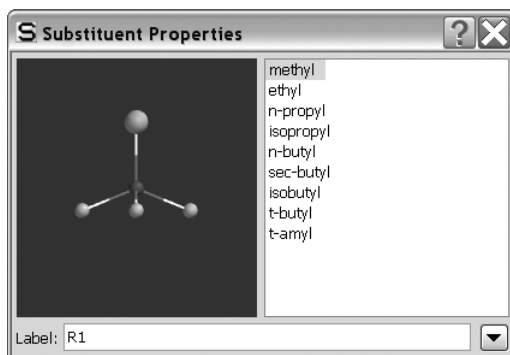 S Substituent Properties
methyl
ethyl
n-propyl
isopropyl
n-butyl
sec-butyl
isobutyl
t-butyl
t-amyl
Label: R1